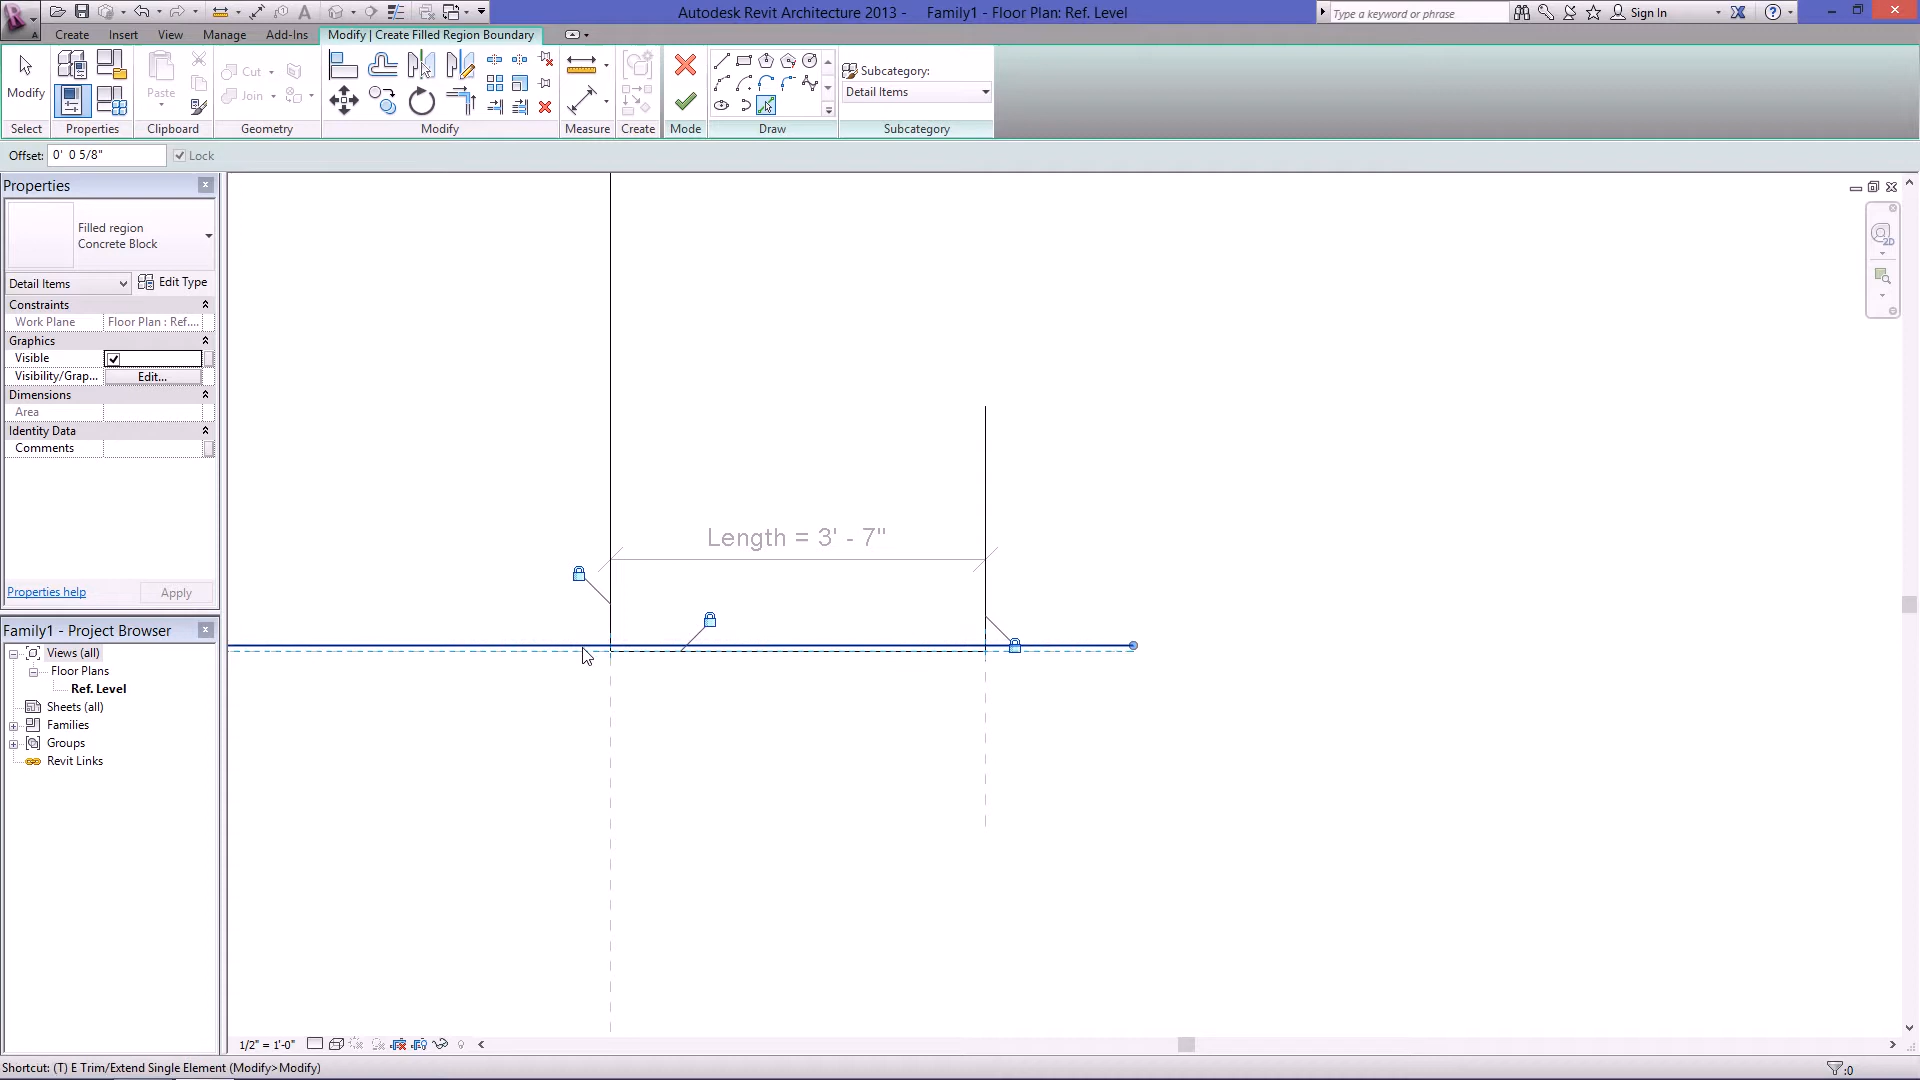 Autodesk Revit Architecture 2013 - Family1 - Floor Plan: Ref. Level
Type a keyword or phrase
Sign In
Create Insert View Manage Add-Ins Modify | Create Filled Region Boundary
Modify
Paste
Cut
Join
Subcategory:
Detail Items
Select Properties Clipboard Geometry Modify Measure Create Mode Draw Subcategory
Offset: 0' 0 5/8" Lock
Properties
Filled region
Concrete Block
Detail Items Edit Type
Constraints
Work Plane Floor Plan : Ref....
Graphics
Visible
Visibility/Grap... Edit...
Dimensions
Area
Identity Data
Comments
Properties help Apply
Family1 - Project Browser
Views (all)
Floor Plans
Ref. Level
Sheets (all)
Families
Groups
Revit Links
Length = 3' - 7"
2D
1/2" = 1'-0"
Shortcut: (T) E Trim/Extend Single Element (Modify>Modify)
:0